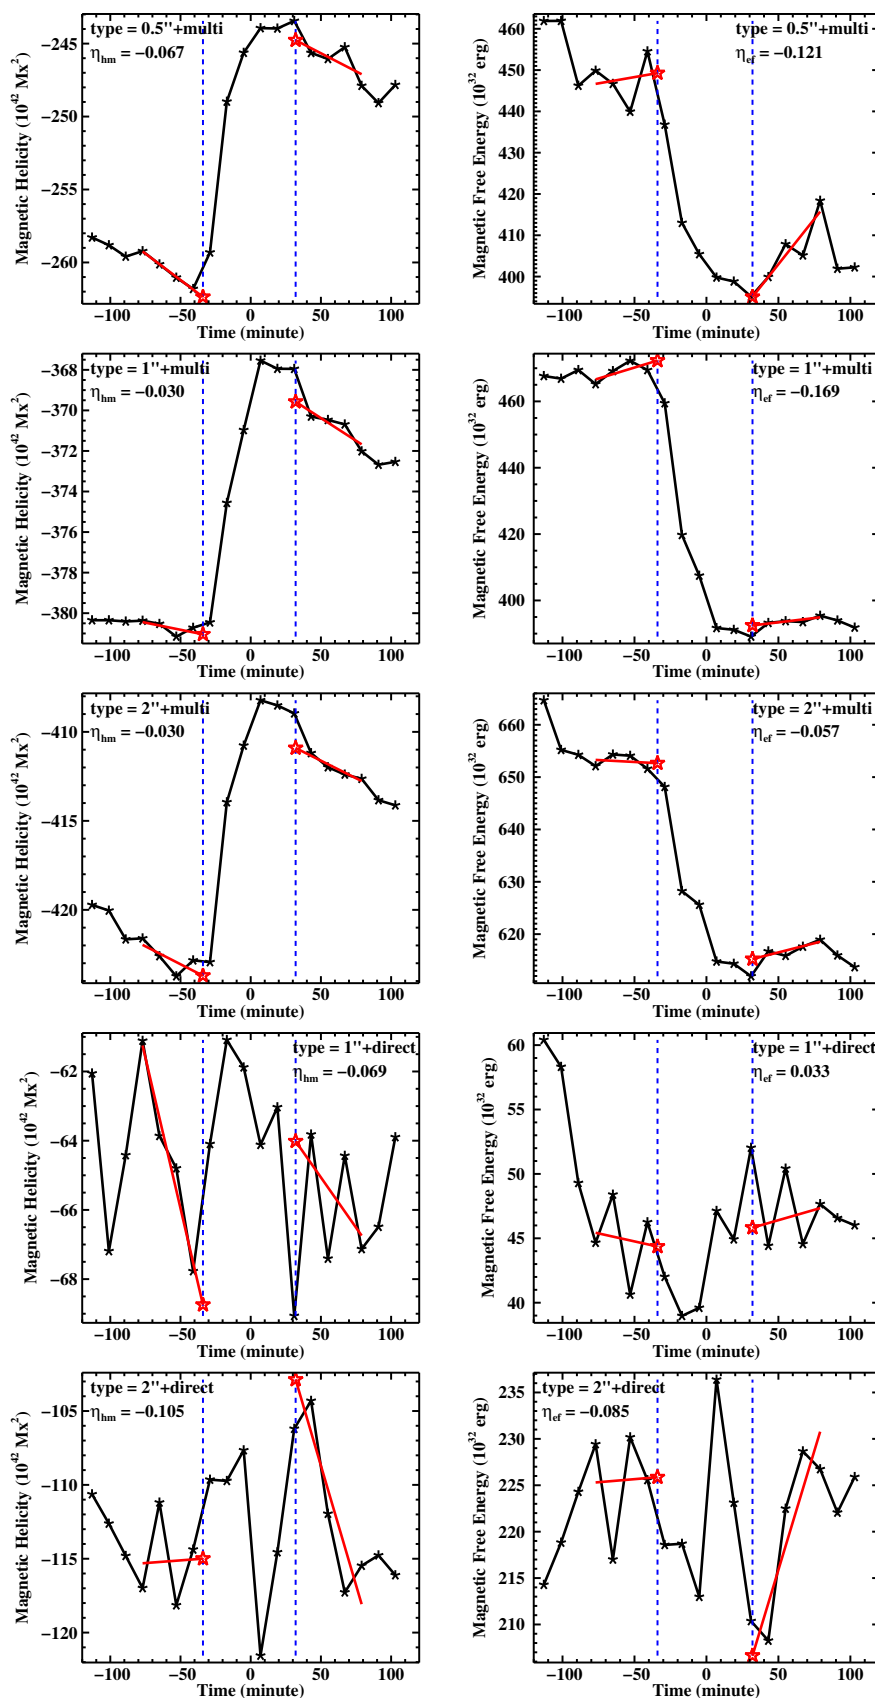 type = 0.5"+multi
η_hm = −0.067
Magnetic Helicity (10^42 Mx^2)
−245
−250
−255
−260
−100 −50 0 50 100
Time (minute)
type = 0.5"+multi
η_ef = −0.121
Magnetic Free Energy (10^32 erg)
460
450
440
430
420
410
400
−100 −50 0 50 100
Time (minute)
type = 1"+multi
η_hm = −0.030
Magnetic Helicity (10^42 Mx^2)
−368
−370
−372
−374
−376
−378
−380
−100 −50 0 50 100
Time (minute)
type = 1"+multi
η_ef = −0.169
Magnetic Free Energy (10^32 erg)
460
440
420
400
−100 −50 0 50 100
Time (minute)
type = 2"+multi
η_hm = −0.030
Magnetic Helicity (10^42 Mx^2)
−410
−415
−420
−100 −50 0 50 100
Time (minute)
type = 2"+multi
η_ef = −0.057
Magnetic Free Energy (10^32 erg)
660
650
640
630
620
−100 −50 0 50 100
Time (minute)
type = 1"+direct
η_hm = −0.069
Magnetic Helicity (10^42 Mx^2)
−62
−64
−66
−68
−100 −50 0 50 100
Time (minute)
type = 1"+direct
η_ef = 0.033
Magnetic Free Energy (10^32 erg)
60
55
50
45
40
−100 −50 0 50 100
Time (minute)
type = 2"+direct
η_hm = −0.105
Magnetic Helicity (10^42 Mx^2)
−105
−110
−115
−120
−100 −50 0 50 100
Time (minute)
type = 2"+direct
η_ef = −0.085
Magnetic Free Energy (10^32 erg)
235
230
225
220
215
210
−100 −50 0 50 100
Time (minute)